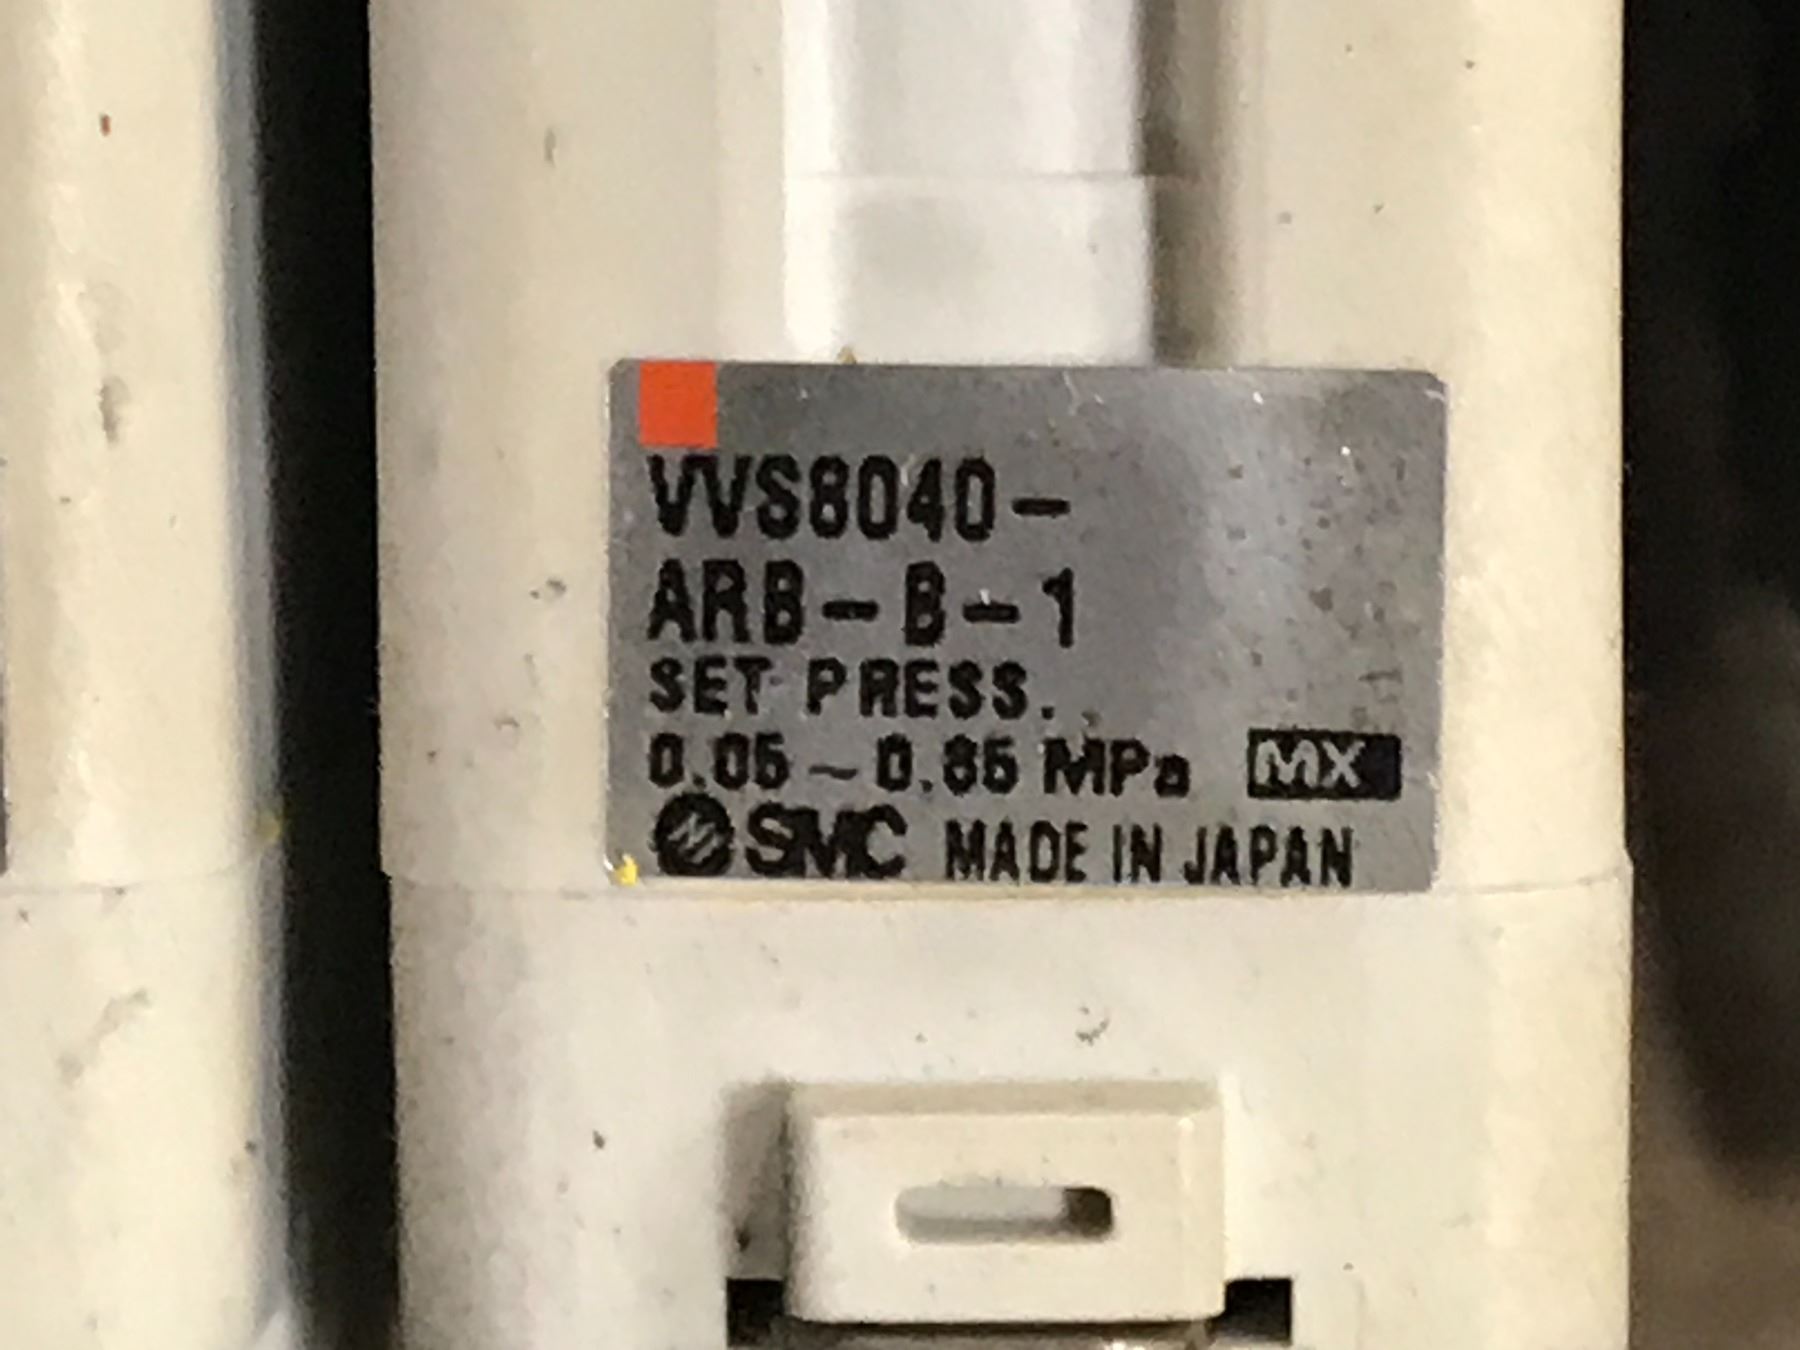 VVS8040-
ARB-B-1
SET PRESS.
0.05~0.85 MPa MX
SMC MADE IN JAPAN